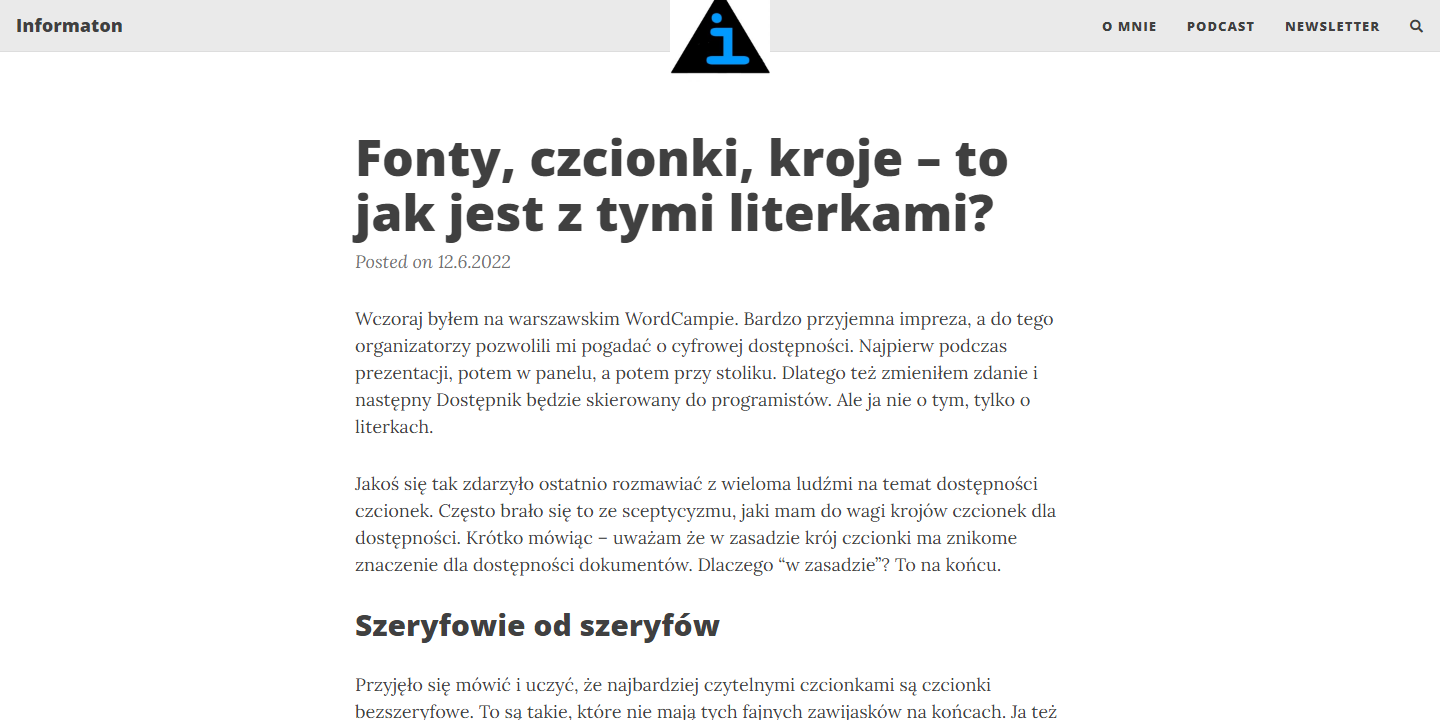 Informaton
i
O MNIE PODCAST NEWSLETTER
Fonty, czcionki, kroje – to
jak jest z tymi literkami?
Posted on 12.6.2022
Wczoraj byłem na warszawskim WordCampie. Bardzo przyjemna impreza, a do tego
organizatorzy pozwolili mi pogadać o cyfrowej dostępności. Najpierw podczas
prezentacji, potem w panelu, a potem przy stoliku. Dlatego też zmieniłem zdanie i
następny Dostępnik będzie skierowany do programistów. Ale ja nie o tym, tylko o
literkach.
Jakoś się tak zdarzyło ostatnio rozmawiać z wieloma ludźmi na temat dostępności
czcionek. Często brało się to ze sceptycyzmu, jaki mam do wagi krojów czcionek dla
dostępności. Krótko mówiąc – uważam że w zasadzie krój czcionki ma znikome
znaczenie dla dostępności dokumentów. Dlaczego “w zasadzie”? To na końcu.
Szeryfowie od szeryfów
Przyjęło się mówić i uczyć, że najbardziej czytelnymi czcionkami są czcionki
bezszeryfowe. To są takie, które nie mają tych fajnych zawijasków na końcach. Ja też